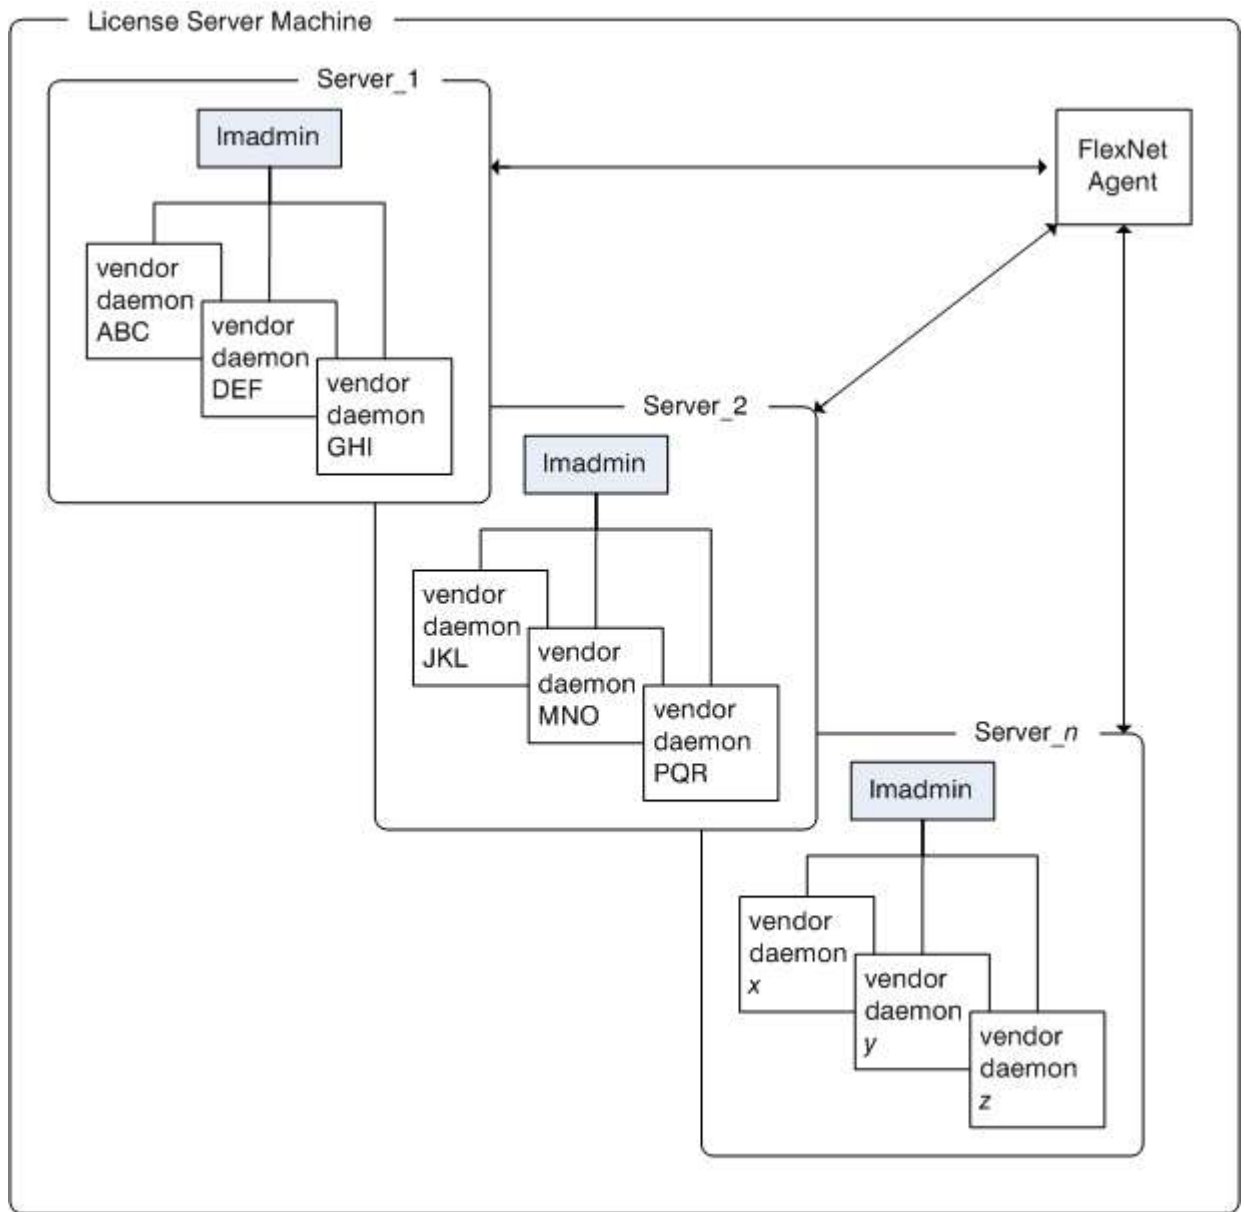 License Server Machine
Server_1
lmadmin
FlexNet
Agent
vendor
daemon
ABC
vendor
daemon
DEF
vendor
daemon
GHI
Server_2
lmadmin
vendor
daemon
JKL
vendor
daemon
MNO
vendor
daemon
PQR
Server_n
lmadmin
vendor
daemon
x
vendor
daemon
y
vendor
daemon
z